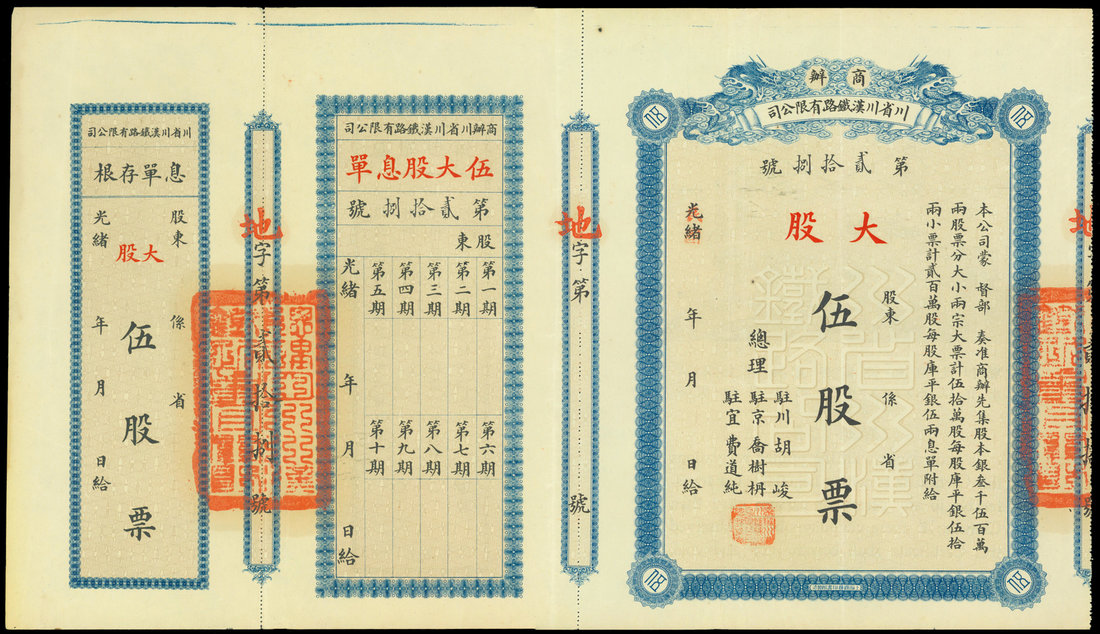 商辦
川省川漢鐵路有限公司
第貳拾捌號
本公司蒙 督部 奏准商辦先集股本銀叁千伍百萬
兩股票分大小兩宗大票計伍拾萬股每股庫平銀伍拾
兩小票計貳百萬股每股庫平銀伍兩息單附給
大股
股東 係 省
伍股票
總理
駐川胡峻
駐京喬樹枬
駐宜費道純
光緒 年 月 日給
地字第 號
商辦川省川漢鐵路有限公司
伍大股息單
第貳拾捌號
股東
第一期
第二期
第三期
第四期
第五期
第六期
第七期
第八期
第九期
第十期
光緒 年 月 日給
地字第貳拾捌號
川省川漢鐵路有限公司
息單存根
股東 係 省
大股
伍股票
光緒 年 月 日給